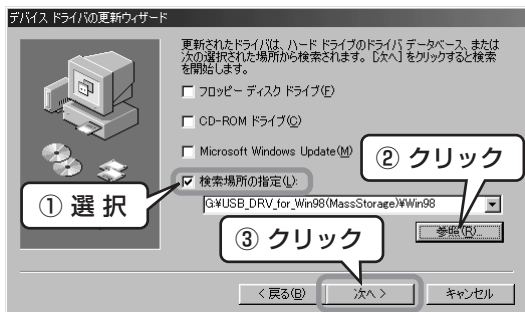 デバイス ドライバの更新ウィザード
更新されたドライバは、ハード ドライブのドライバ データベース、または
次の選択された場所から検索されます。[次へ] をクリックすると検索
を開始します。
フロッピー ディスク ドライブ(F)
CD-ROM ドライブ(C)
Microsoft Windows Update(M)
② クリック
検索場所の指定(L):
① 選 択
G:¥USB_DRV_for_Win98(MassStorage)¥Win98
参照(R)...
③ クリック
< 戻る(B)
次へ >
キャンセル